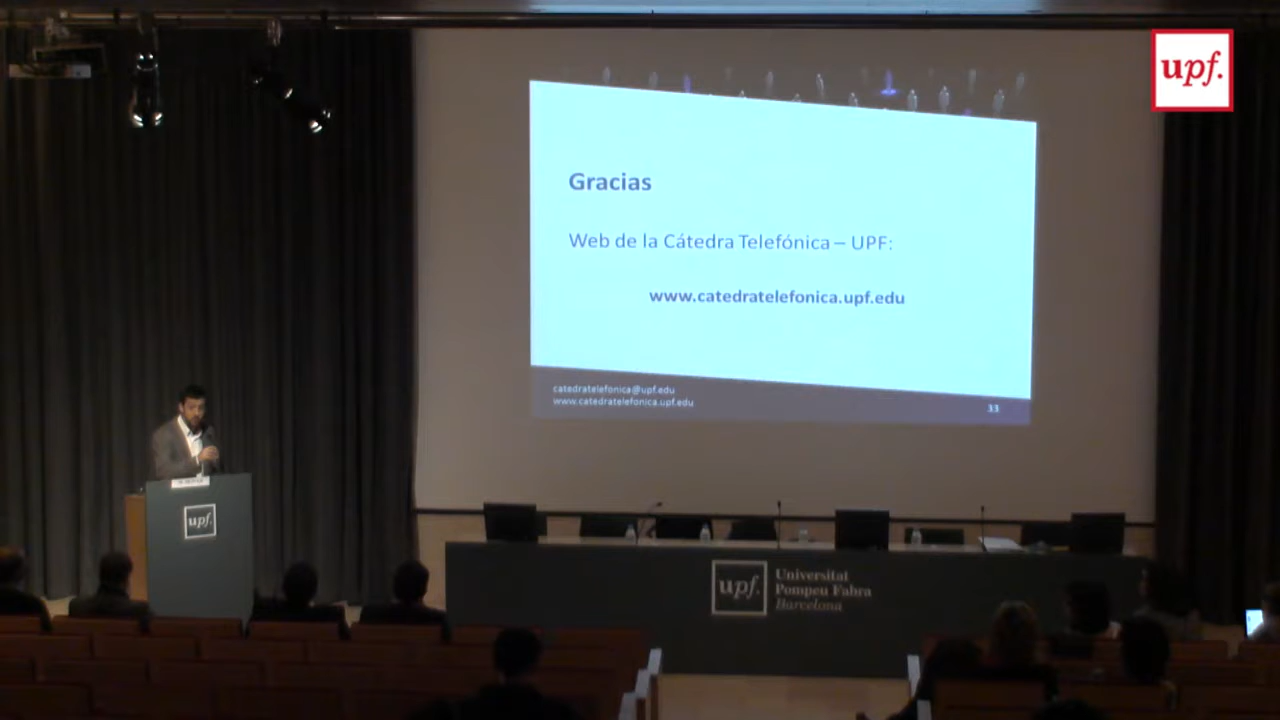 upf.
Gracias
Web de la Cátedra Telefónica – UPF:
www.catedratelefonica.upf.edu
catedratelefonica@upf.edu
www.catedratelefonica.upf.edu
33
upf.
upf.
Universitat
Pompeu Fabra
Barcelona